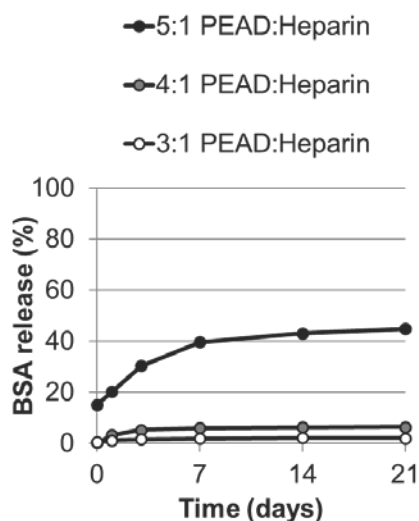 5:1 PEAD:Heparin
4:1 PEAD:Heparin
3:1 PEAD:Heparin
100
80
60
40
20
0
BSA release (%)
0 7 14 21
Time (days)